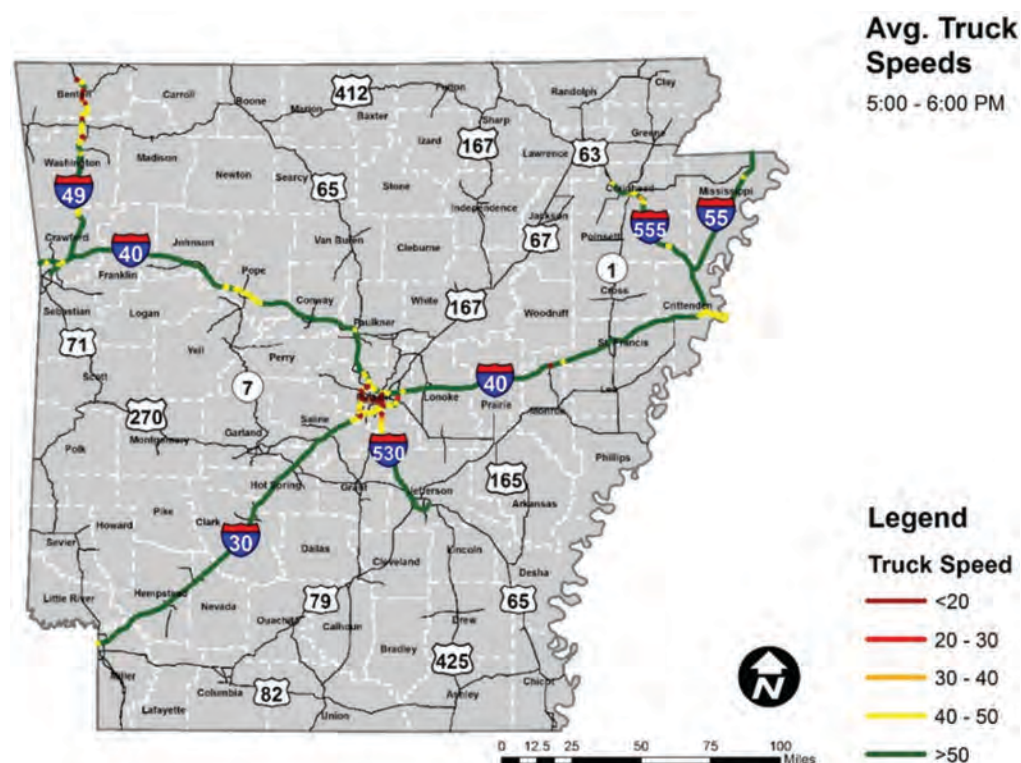 Avg. Truck
Speeds
5:00 - 6:00 PM
Benton
Carroll
Boone
Marion
412
Baxter
Fulton
Sharp
Randolph
Clay
Greene
Washington
Madison
Newton
Searcy
65
Stone
Izard
167
Lawrence
63
Craighead
Mississippi
49
Independence
Jackson
67
Poinsett
555
55
Crawford
40
Johnson
Van Buren
Cleburne
Franklin
Pope
1
Cross
Crittenden
Sebastian
Logan
Conway
Faulkner
White
167
Woodruff
St. Francis
71
Yell
Perry
Scott
7
Lonoke
40
Prairie
Lee
Monroe
Saline
270
Montgomery
Garland
530
Polk
Phillips
Hot Spring
Grant
Jefferson
165
Arkansas
Pike
Howard
Clark
30
Dallas
Sevier
Cleveland
Lincoln
Desha
Little River
Hempstead
Nevada
79
65
Ouachita
Calhoun
Drew
Bradley
425
Miller
Columbia
82
Ashley
Chicot
Lafayette
Union
N
0 12.5 25 50 75 100
Miles
Legend
Truck Speed
<20
20 - 30
30 - 40
40 - 50
>50